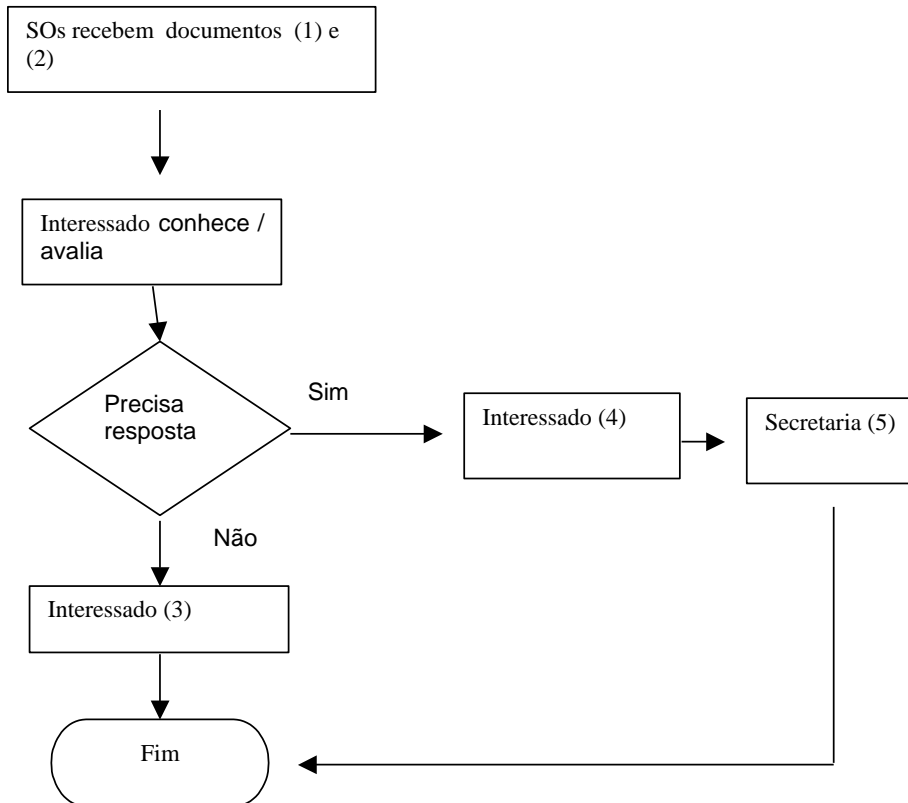 SOs recebem documentos (1) e
(2)
Interessado conhece /
avalia
Precisa
resposta
Sim
Interessado (4)
Secretaria (5)
Não
Interessado (3)
Fim